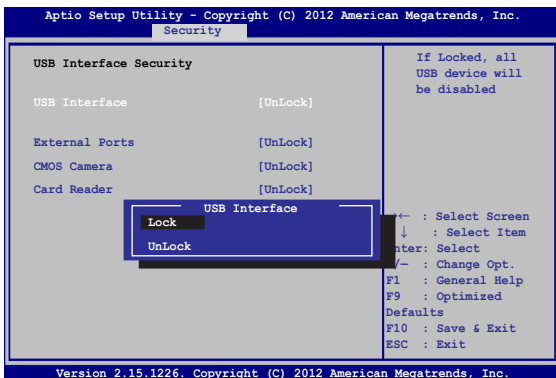 Aptio Setup Utility - Copyright (C) 2012 American Megatrends, Inc.
Security
USB Interface Security
USB Interface [UnLock]
External Ports [UnLock]
CMOS Camera [UnLock]
Card Reader [UnLock]
USB Interface
Lock
UnLock
If Locked, all
USB device will
be disabled
→← : Select Screen
↓ : Select Item
nter: Select
/— : Change Opt.
F1 : General Help
F9 : Optimized
Defaults
F10 : Save & Exit
ESC : Exit
Version 2.15.1226. Copyright (C) 2012 American Megatrends, Inc.